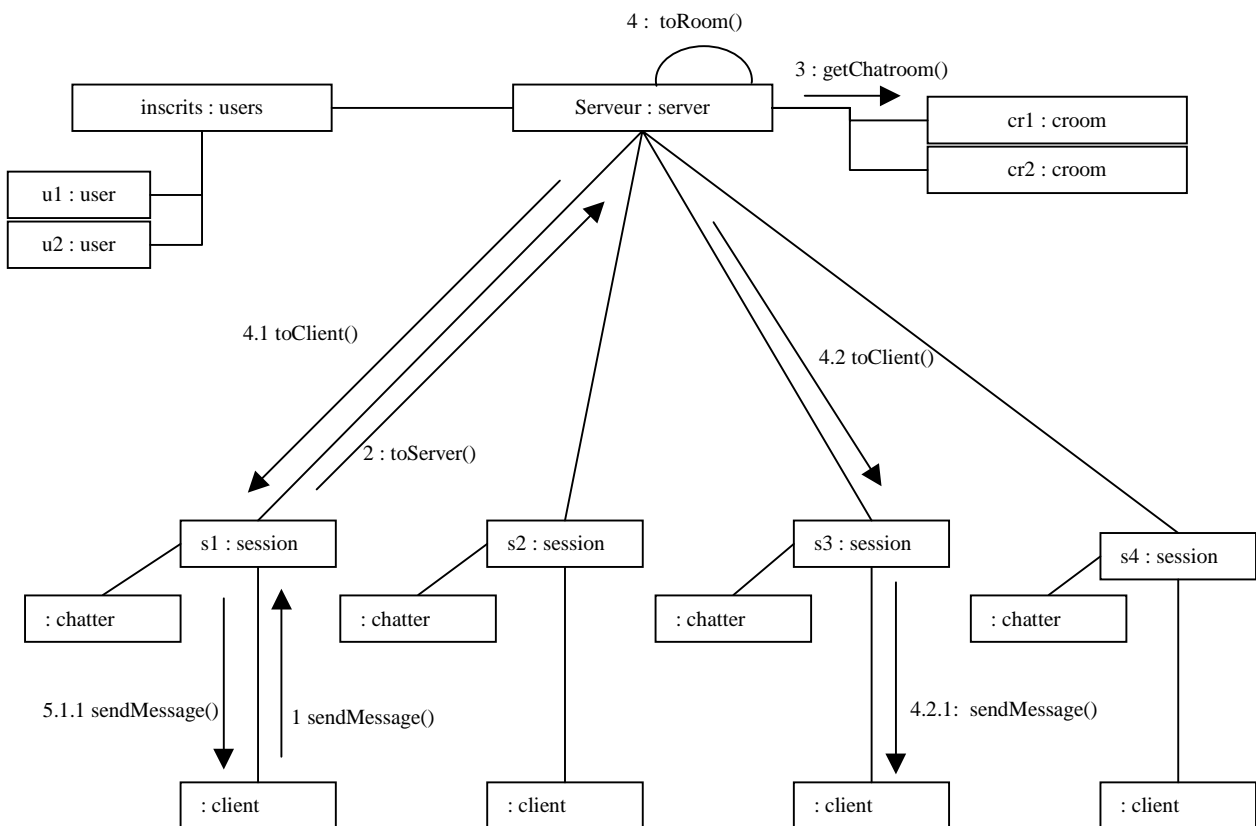 4 :  toRoom()
3 : getChatroom()
inscrits : users
Serveur : server
cr1 : croom
cr2 : croom
u1 : user
u2 : user
4.1 toClient()
4.2 toClient()
2 : toServer()
s1 : session
s2 : session
s3 : session
s4 : session
: chatter
: chatter
: chatter
: chatter
5.1.1 sendMessage()
1 sendMessage()
4.2.1:  sendMessage()
: client
: client
: client
: client